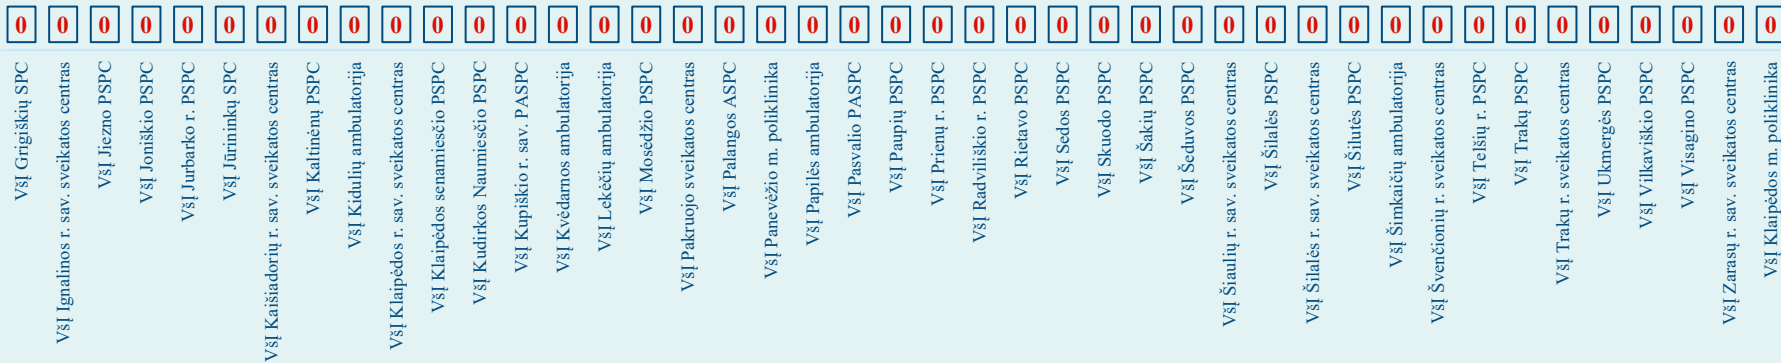 0 0 0 0 0 0 0 0 0 0 0 0 0 0 0 0 0 0 0 0 0 0 0 0 0 0 0 0 0 0 0 0 0 0 0 0 0 0 0 0 0 0 0
VšĮ Grigiškių SPC
VšĮ Ignalinos r. sav. sveikatos centras
VšĮ Jiezno PSPC
VšĮ Joniškio PSPC
VšĮ Jurbarko r. PSPC
VšĮ Jūrininkų SPC
VšĮ Kaišiadorių r. sav. sveikatos centras
VšĮ Kaltinėnų PSPC
VšĮ Kidulių ambulatorija
VšĮ Klaipėdos r. sav. sveikatos centras
VšĮ Klaipėdos senamiesčio PSPC
VšĮ Kudirkos Naumiesčio PSPC
VšĮ Kupiškio r. sav. PASPC
VšĮ Kvėdarnos ambulatorija
VšĮ Lekėčių ambulatorija
VšĮ Mosėdžio PSPC
VšĮ Pakruojo sveikatos centras
VšĮ Palangos ASPC
VšĮ Panevėžio m. poliklinika
VšĮ Papilės ambulatorija
VšĮ Pasvalio PASPC
VšĮ Paupių PSPC
VšĮ Prienų r. PSPC
VšĮ Radviliškio r. PSPC
VšĮ Rietavo PSPC
VšĮ Sedos PSPC
VšĮ Skuodo PSPC
VšĮ Šakių PSPC
VšĮ Šeduvos PSPC
VšĮ Šiaulių r. sav. sveikatos centras
VšĮ Šilalės PSPC
VšĮ Šilalės r. sav. sveikatos centras
VšĮ Šilutės PSPC
VšĮ Šimkaičių ambulatorija
VšĮ Švenčionių r. sveikatos centras
VšĮ Telšių r. PSPC
VšĮ Trakų PSPC
VšĮ Trakų r. sveikatos centras
VšĮ Ukmergės PSPC
VšĮ Vilkaviškio PSPC
VšĮ Visagino PSPC
VšĮ Zarasų r. sveikatos centras
VšĮ Klaipėdos m. poliklinika